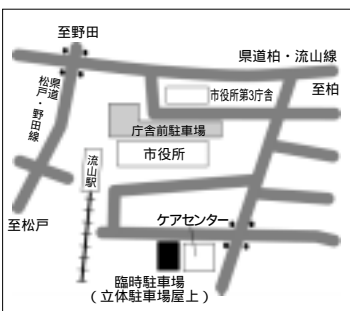 至野田
県道柏・流山線
至柏
県道
松戸・野田線
市役所第3庁舎
庁舎前駐車場
市役所
流山駅
至松戸
ケアセンター
臨時駐車場
(立体駐車場屋上)